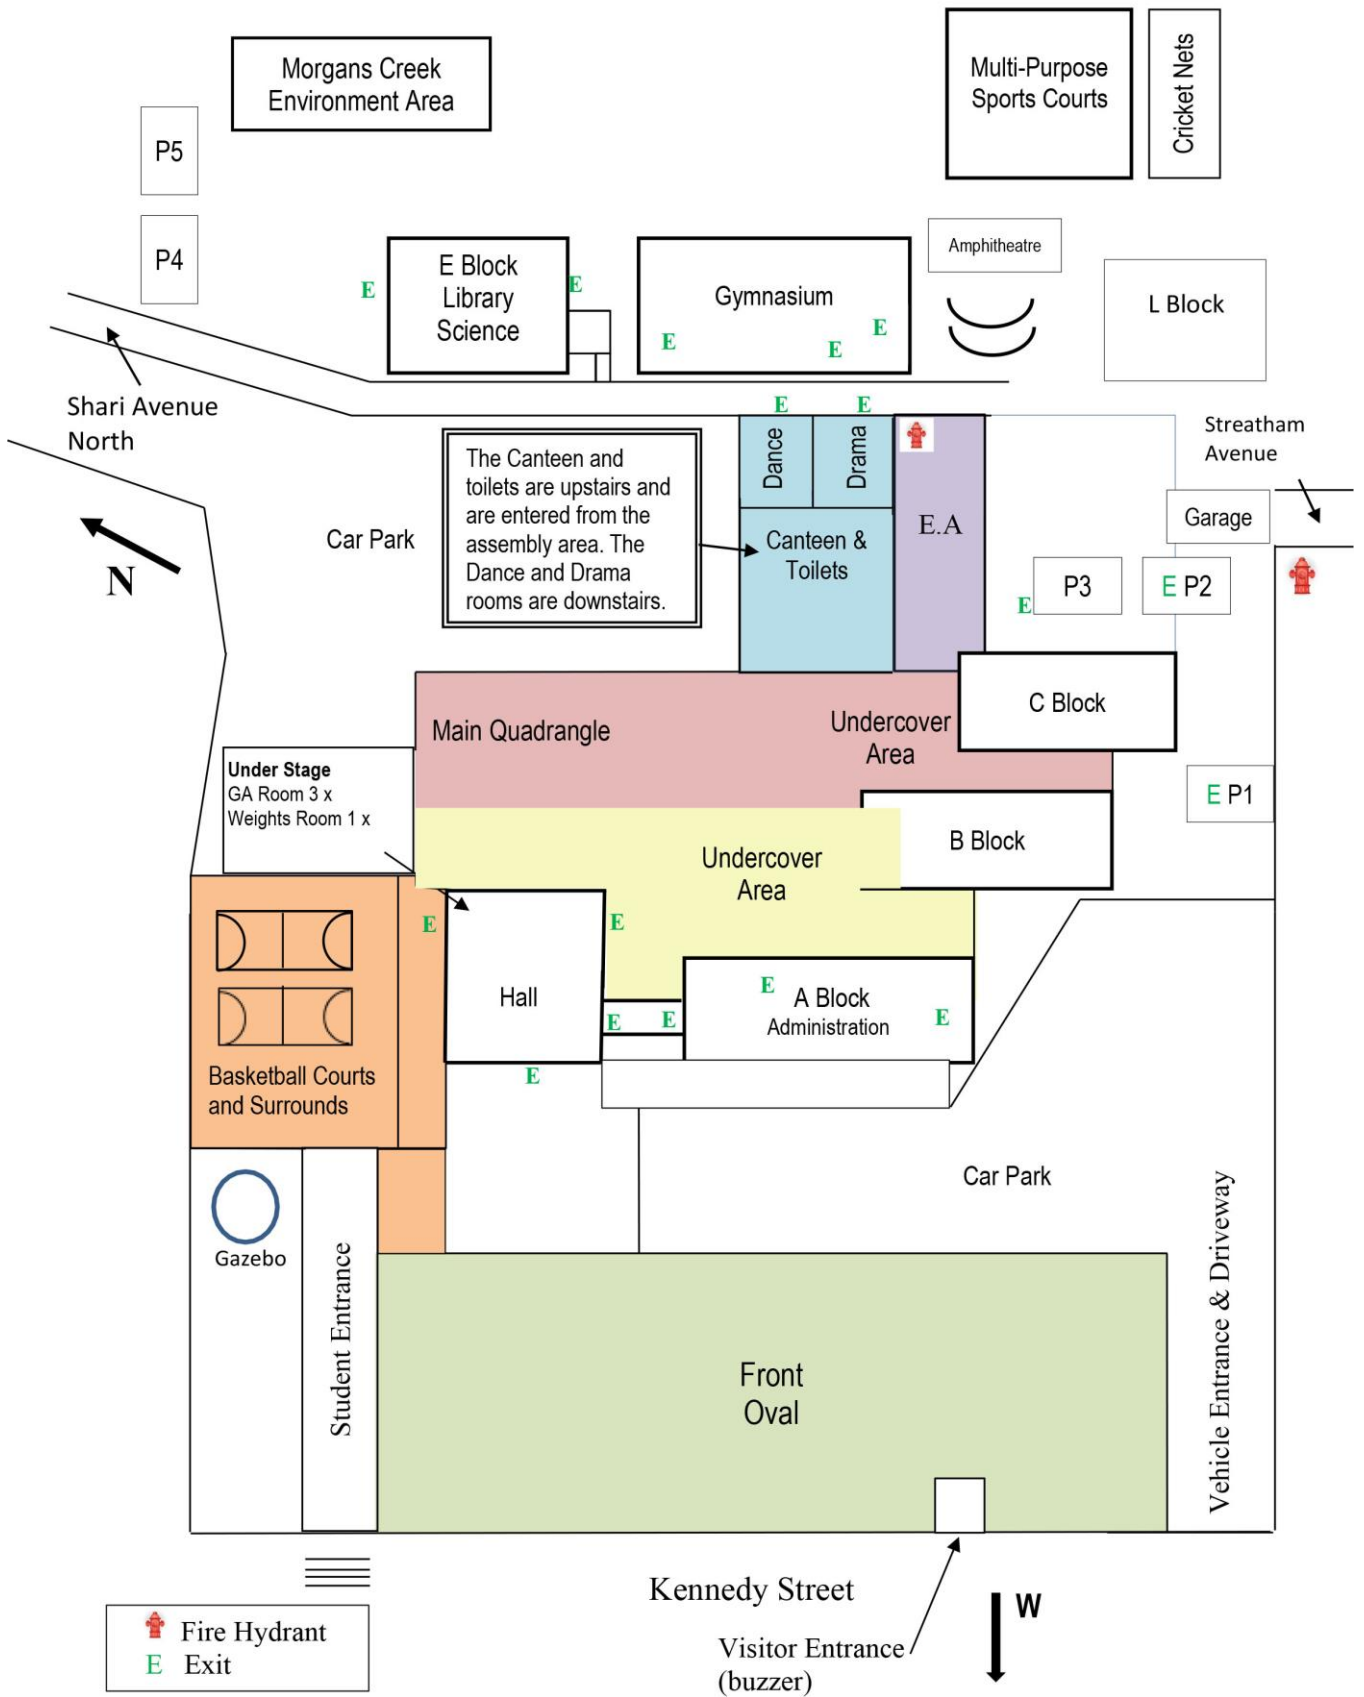 Morgans Creek
Environment Area
Multi-Purpose
Sports Courts
Cricket Nets
P5
P4
E Block
Library
Science
E
E
Gymnasium
E
E
E
Amphitheatre
L Block
Shari Avenue
North
N
Car Park
The Canteen and
toilets are upstairs and
are entered from the
assembly area. The
Dance and Drama
rooms are downstairs.
E
E
Dance
Drama
Canteen &
Toilets
E.A
Streatham
Avenue
Garage
E
P3
E P2
C Block
Main Quadrangle
Undercover
Area
E P1
Under Stage
GA Room 3 x
Weights Room 1 x
B Block
Undercover
Area
E
E
Hall
E
E
E
E
A Block
Administration
E
Basketball Courts
and Surrounds
Gazebo
Student Entrance
Car Park
Vehicle Entrance & Driveway
Front
Oval
Kennedy Street
Visitor Entrance
(buzzer)
W
Fire Hydrant
E Exit